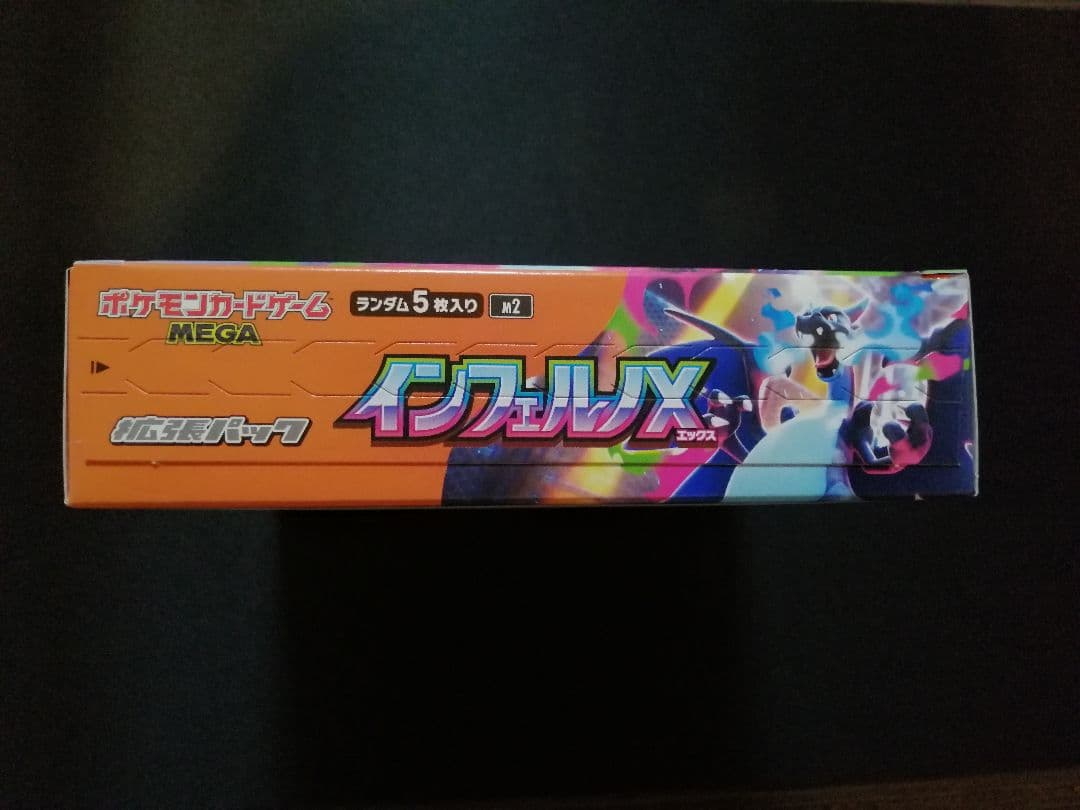 ポケモンカードゲーム
MEGA
ランダム5枚入り
M2
拡張パック
インフェルノX
エックス